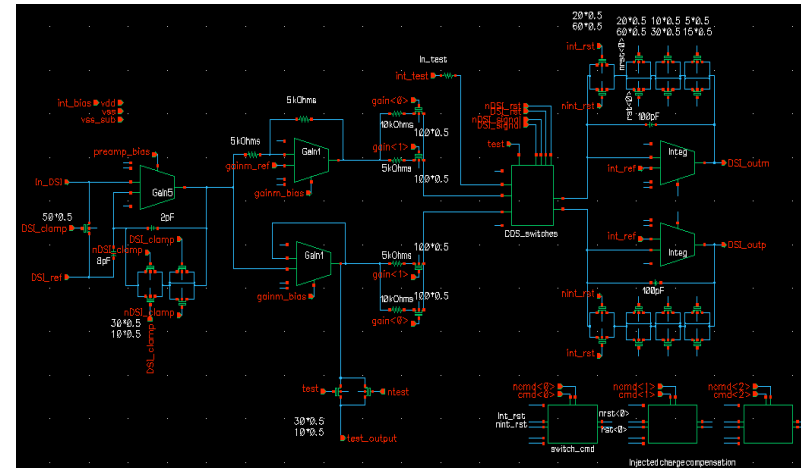 20*0.5
60*0.5
20*0.5 10*0.5 5*0.5
60*0.5 30*0.5 15*0.5
int_rst
nrst<0>
In_test
int_test
int_bias
vdd
vss
vss_sub
5kOhms
gain<0>
nint_rst
rst<0>
100pF
10kOhms
100*0.5
5kOhms
Gain1
gain<1>
100*0.5
5kOhms
test
preamp_bias
gainm_ref
gainm_bias
Integ
int_ref
DSI_outm
In_DSI
Gain5
COS_switches
50*0.5
DSI_clamp
2pF
DSI_clamp
nDSI_clamp
8pF
DSI_ref
nDSI_clamp
30*0.5
10*0.5
DSI_clamp
Gain1
gainm_bias
5kOhms
100*0.5
gain<1>
10kOhms
100*0.5
gain<0>
int_ref
Integ
DSI_outp
100pF
nint_rst
test
ntest
30*0.5
10*0.5
test_output
ncmd<0>
cmd<0>
ncmd<1>
cmd<1>
ncmd<2>
cmd<2>
Int_rst
nint_rst
nrst<0>
rst<0>
switch_cmd
Injected charge compensation